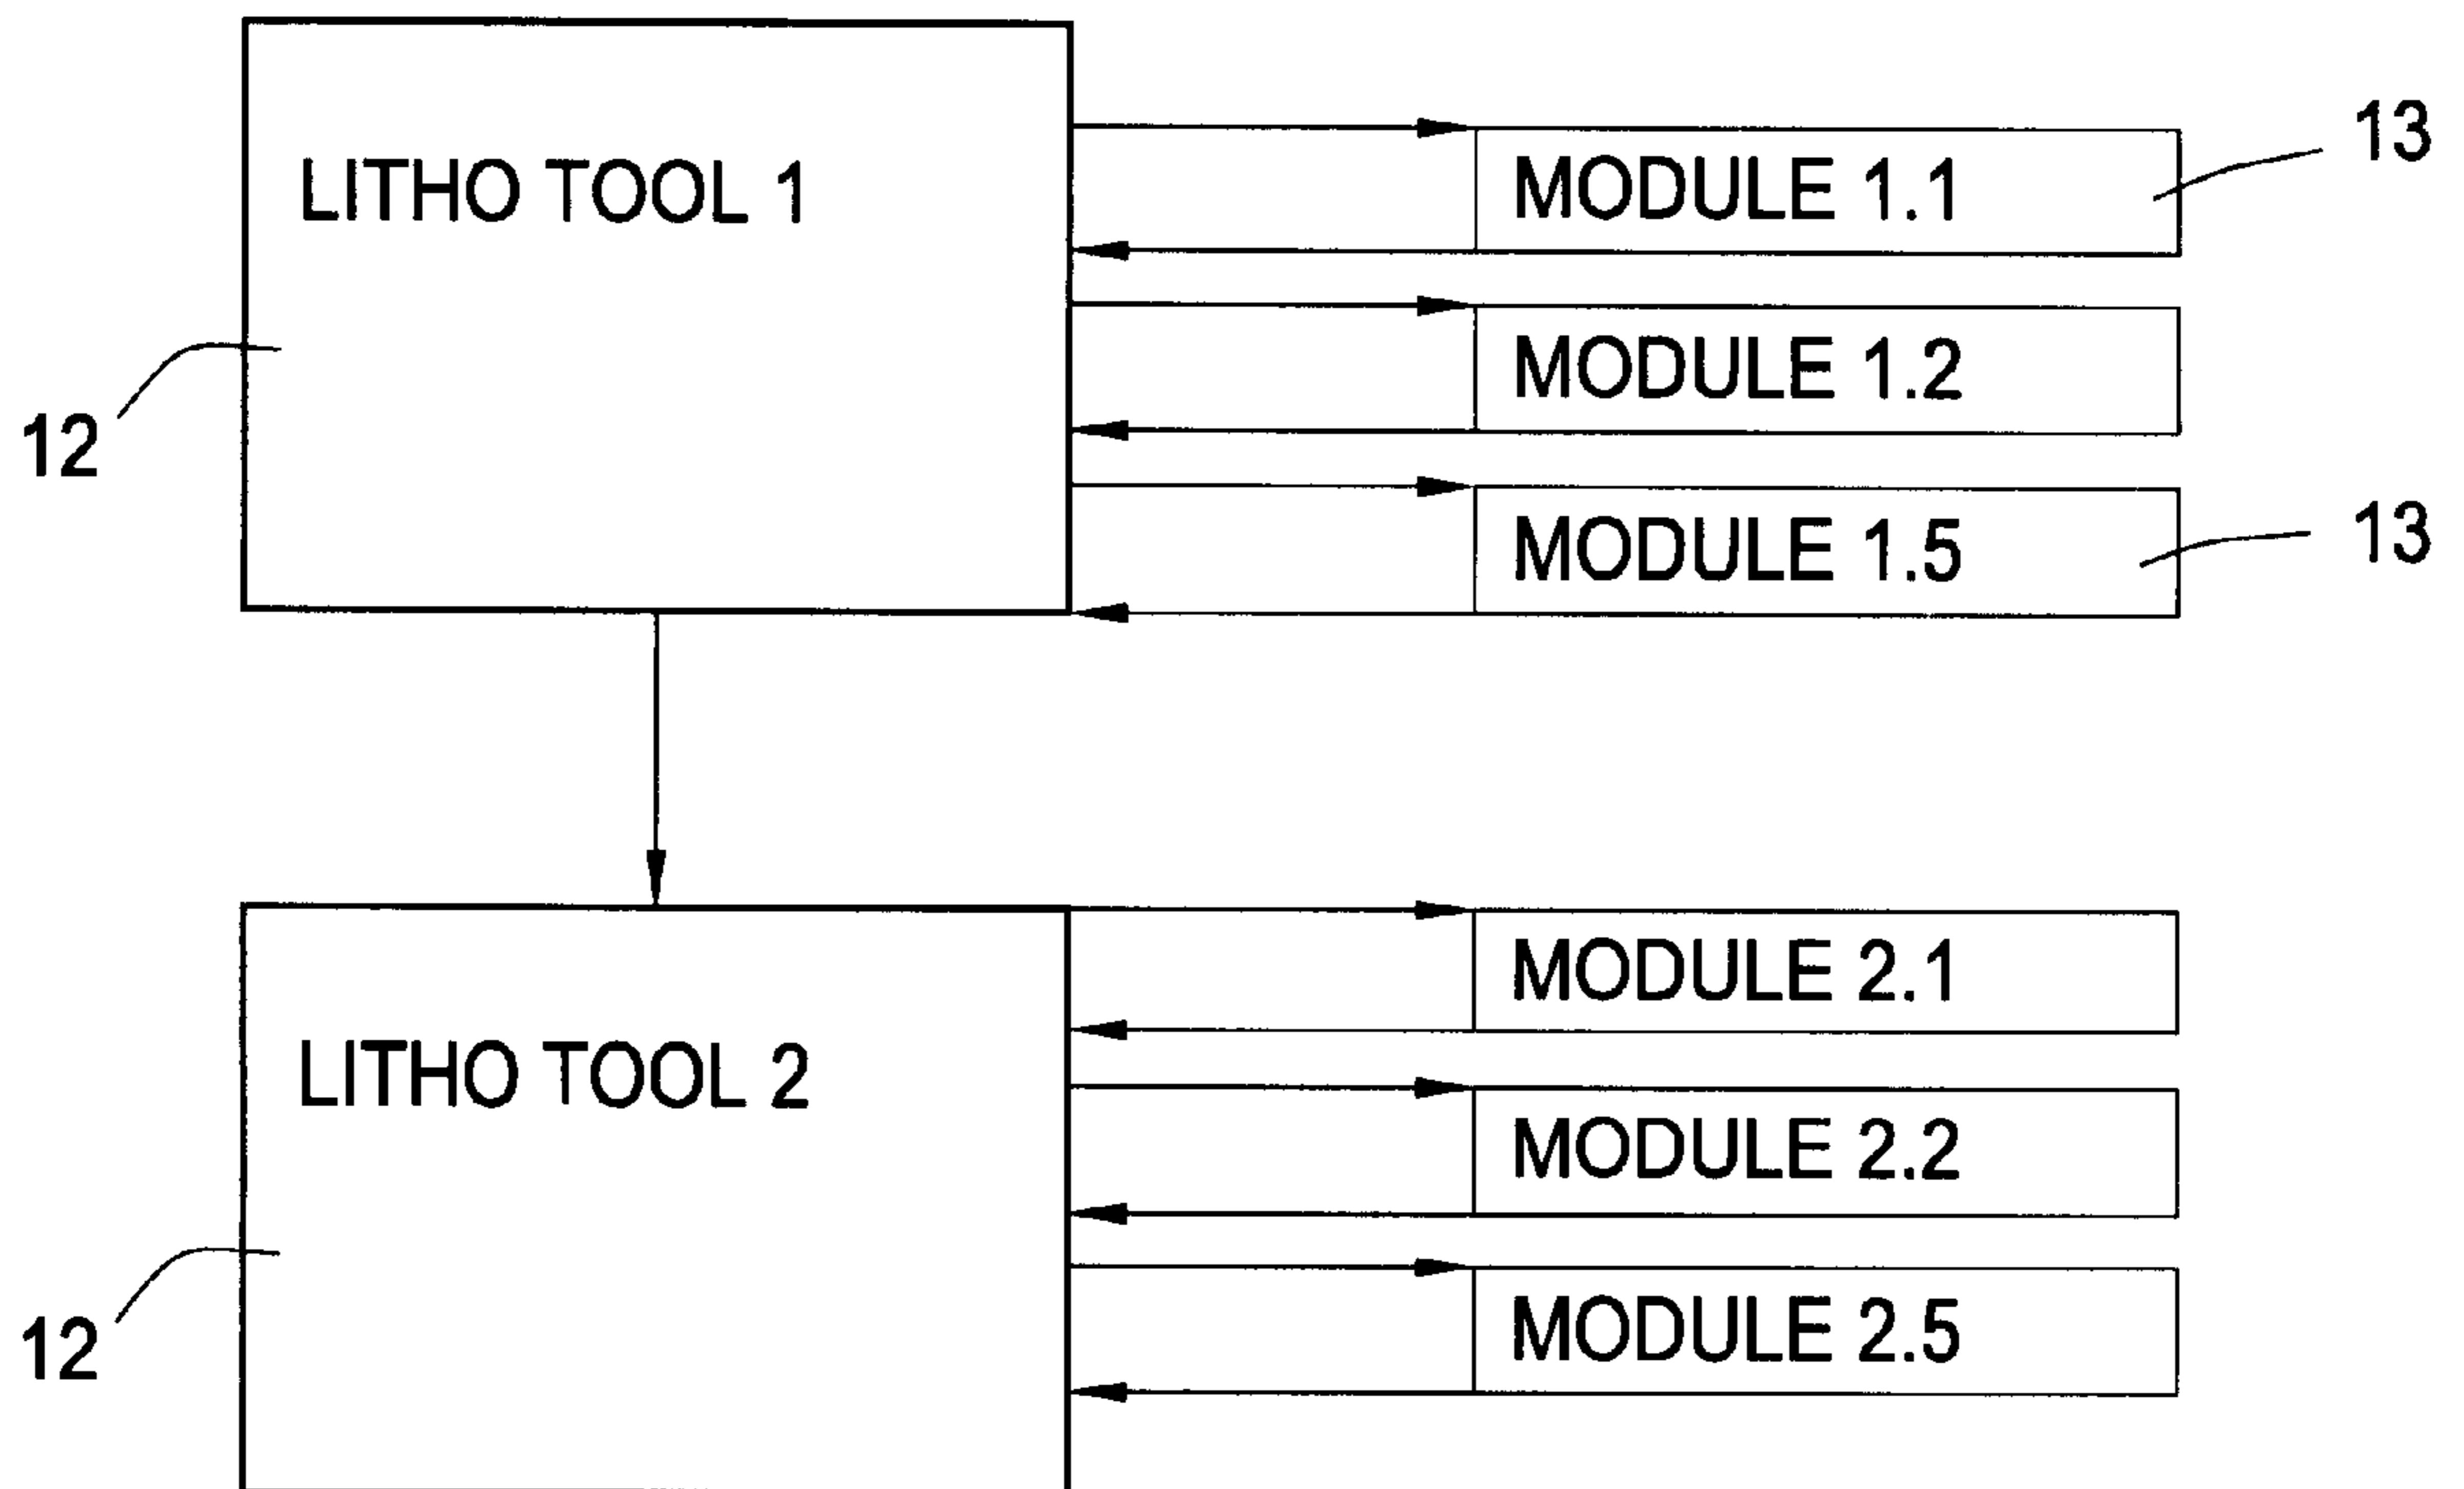 13
MODULE 1.1
LITHO TOOL 1
MODULE 1.2
12
13
MODULE 1.5
MODULE 2.1
LITHO TOOL 2
MODULE 2.2
MODULE 2.5
12